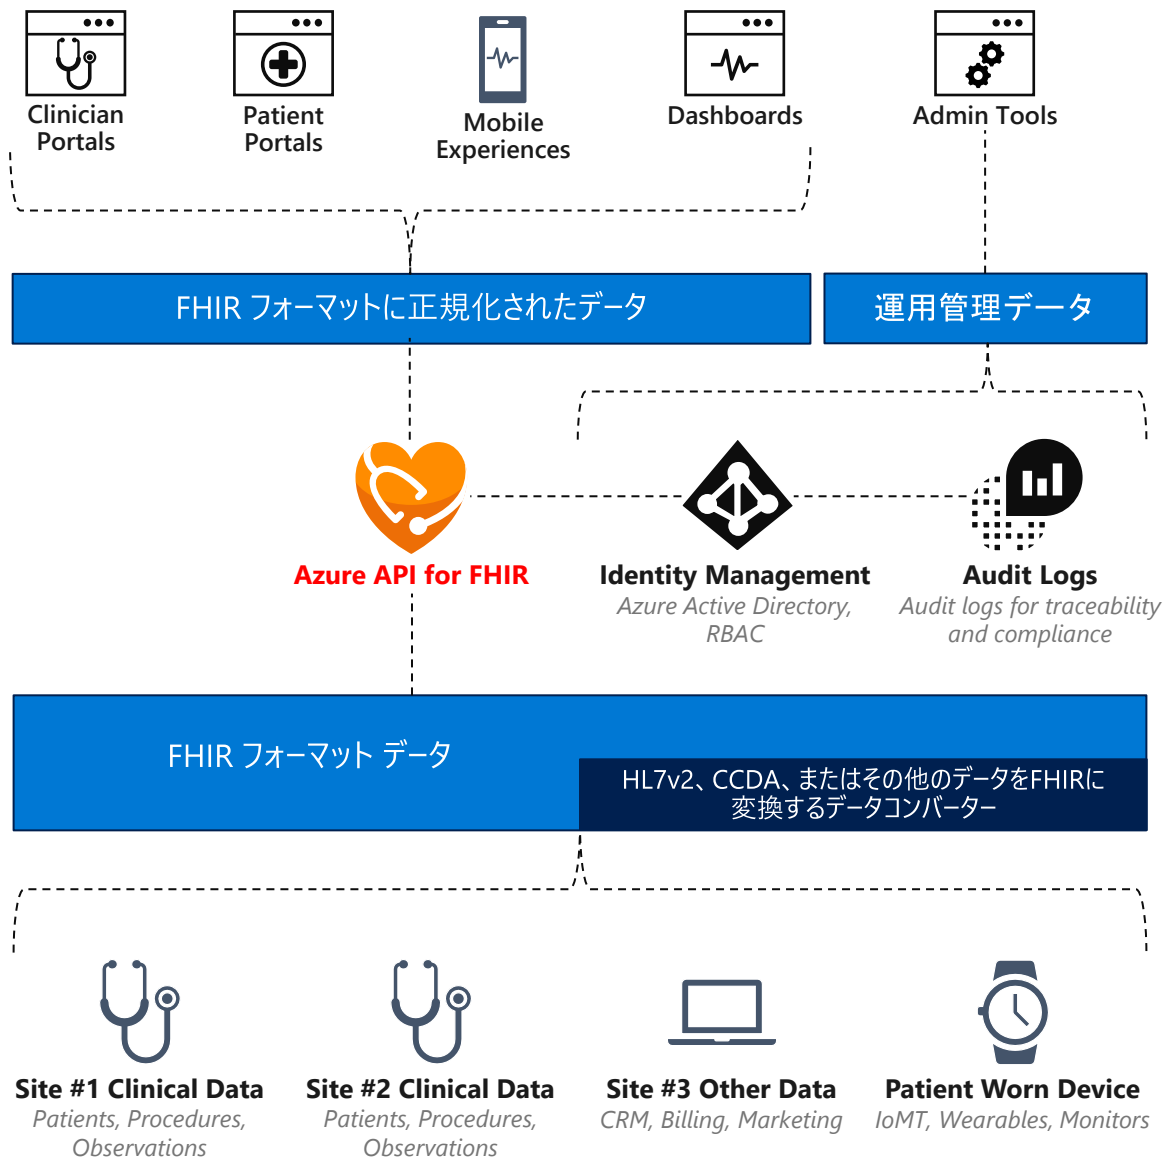 Clinician
Portals
Patient
Portals
Mobile
Experiences
Dashboards
Admin Tools
FHIR フォーマットに正規化されたデータ
運用管理データ
Azure API for FHIR
Identity Management
Azure Active Directory,
RBAC
Audit Logs
Audit logs for traceability
and compliance
FHIR フォーマット データ
HL7v2、CCDA、またはその他のデータをFHIRに
変換するデータコンバーター
Site #1 Clinical Data
Patients, Procedures,
Observations
Site #2 Clinical Data
Patients, Procedures,
Observations
Site #3 Other Data
CRM, Billing, Marketing
Patient Worn Device
IoMT, Wearables, Monitors